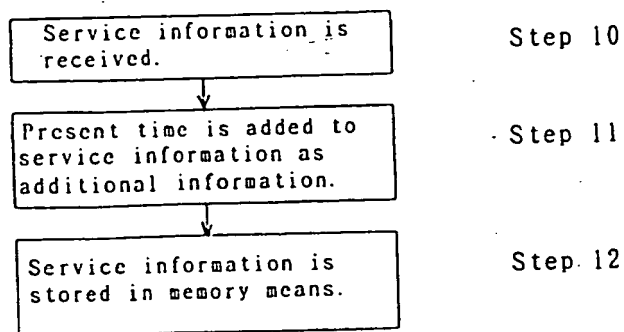 Service information is
received.
Step 10
Present time is added to
service information as
additional information.
Step 11
Service information is
stored in memory means.
Step 12